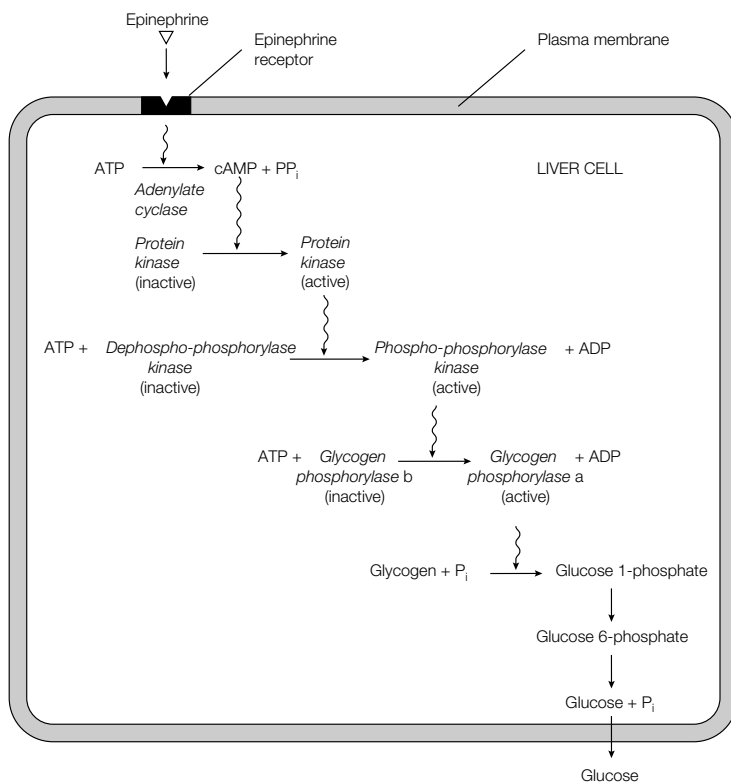 Epinephrine
Epinephrine
receptor
Plasma membrane
ATP
cAMP + PPi
LIVER CELL
Adenylate
cyclase
Protein
kinase
(inactive)
Protein
kinase
(active)
ATP +
Dephospho-phosphorylase
kinase
(inactive)
Phospho-phosphorylase
kinase
(active)
+ ADP
ATP +
Glycogen
phosphorylase b
(inactive)
Glycogen
phosphorylase a
(active)
+ ADP
Glycogen + Pi
Glucose 1-phosphate
Glucose 6-phosphate
Glucose + Pi
Glucose